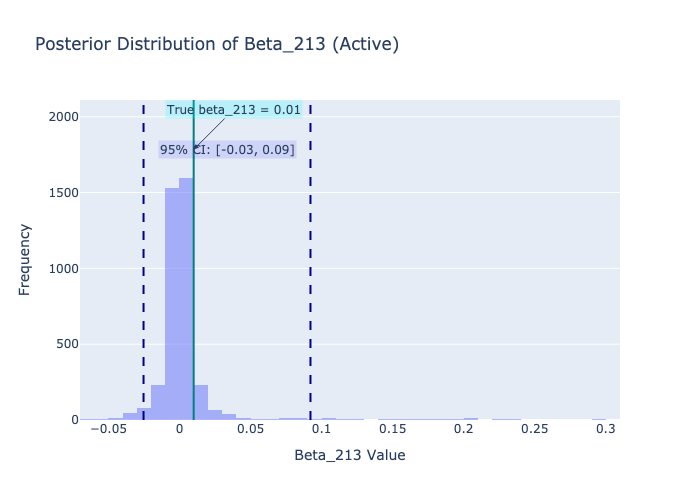 Posterior Distribution of Beta_213 (Active)
True beta_213 = 0.01
95% CI: [-0.03, 0.09]
2000
1500
1000
500
0
Frequency
−0.05
0
0.05
0.1
0.15
0.2
0.25
0.3
Beta_213 Value